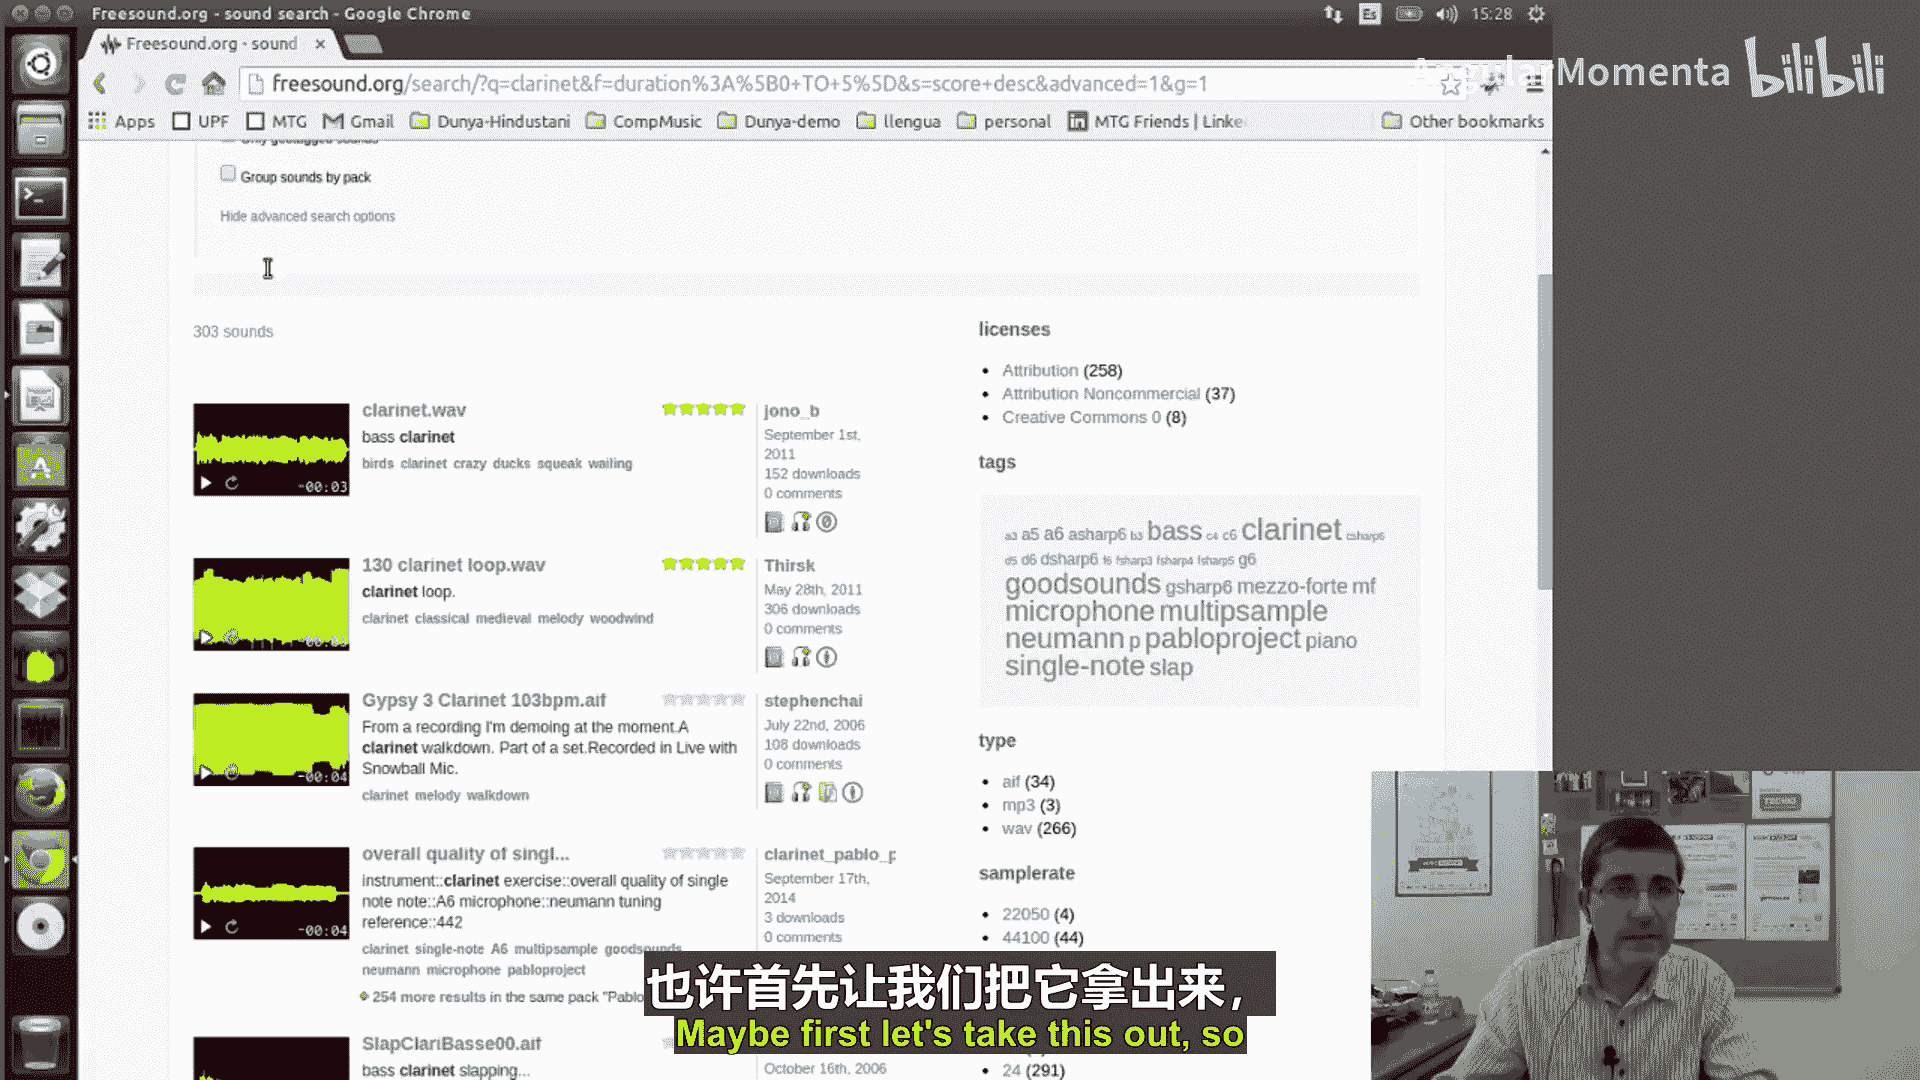 Freesound.org - sound search - Google Chrome
Es
15:28
Freesound.org - sound
freesound.org/search/?q=clarinet&f=duration%3A%5B0+TO+5%5D&s=score+desc&advanced=1&g=1
AngularMomenta bilibili
Apps UPF MTG Gmail Dunya-Hindustani CompMusic Dunya-demo llengua personal MTG Friends | Linke Other bookmarks
Only geotagged sounds
Group sounds by pack
Hide advanced search options
303 sounds
clarinet.wav
bass clarinet
birds clarinet crazy ducks squeak wailing
-00:03
jono_b
September 1st,
2011
152 downloads
0 comments
130 clarinet loop.wav
clarinet loop.
clarinet classical medieval melody woodwind
Thirsk
May 28th, 2011
306 downloads
0 comments
Gypsy 3 Clarinet 103bpm.aif
From a recording I'm demoing at the moment.A
clarinet walkdown. Part of a set.Recorded in Live with
Snowball Mic.
clarinet melody walkdown
-00:04
stephenchai
July 22nd, 2006
108 downloads
0 comments
overall quality of singl...
instrument::clarinet exercise::overall quality of single
note note::A6 microphone::neumann tuning
reference::442
clarinet single-note A6 multipsample goodsounds
neumann microphone pabloproject
254 more results in the same pack "Pablo
-00:04
clarinet_pablo_p
September 17th,
2014
3 downloads
0 comments
SlapClariBasse00.aif
bass clarinet slapping...
October 16th, 2006
licenses
Attribution (258)
Attribution Noncommercial (37)
Creative Commons 0 (8)
tags
a3 a5 a6 asharp6 b3 bass c4 c6 clarinet csharp6
d5 d6 dsharp6 f6 fsharp3 fsharp4 fsharp5 g6
goodsounds gsharp6 mezzo-forte mf
microphone multipsample
neumann p pabloproject piano
single-note slap
type
aif (34)
mp3 (3)
wav (266)
samplerate
22050 (4)
44100 (44)
24 (291)
也许首先让我们把它拿出来，
Maybe first let's take this out, so